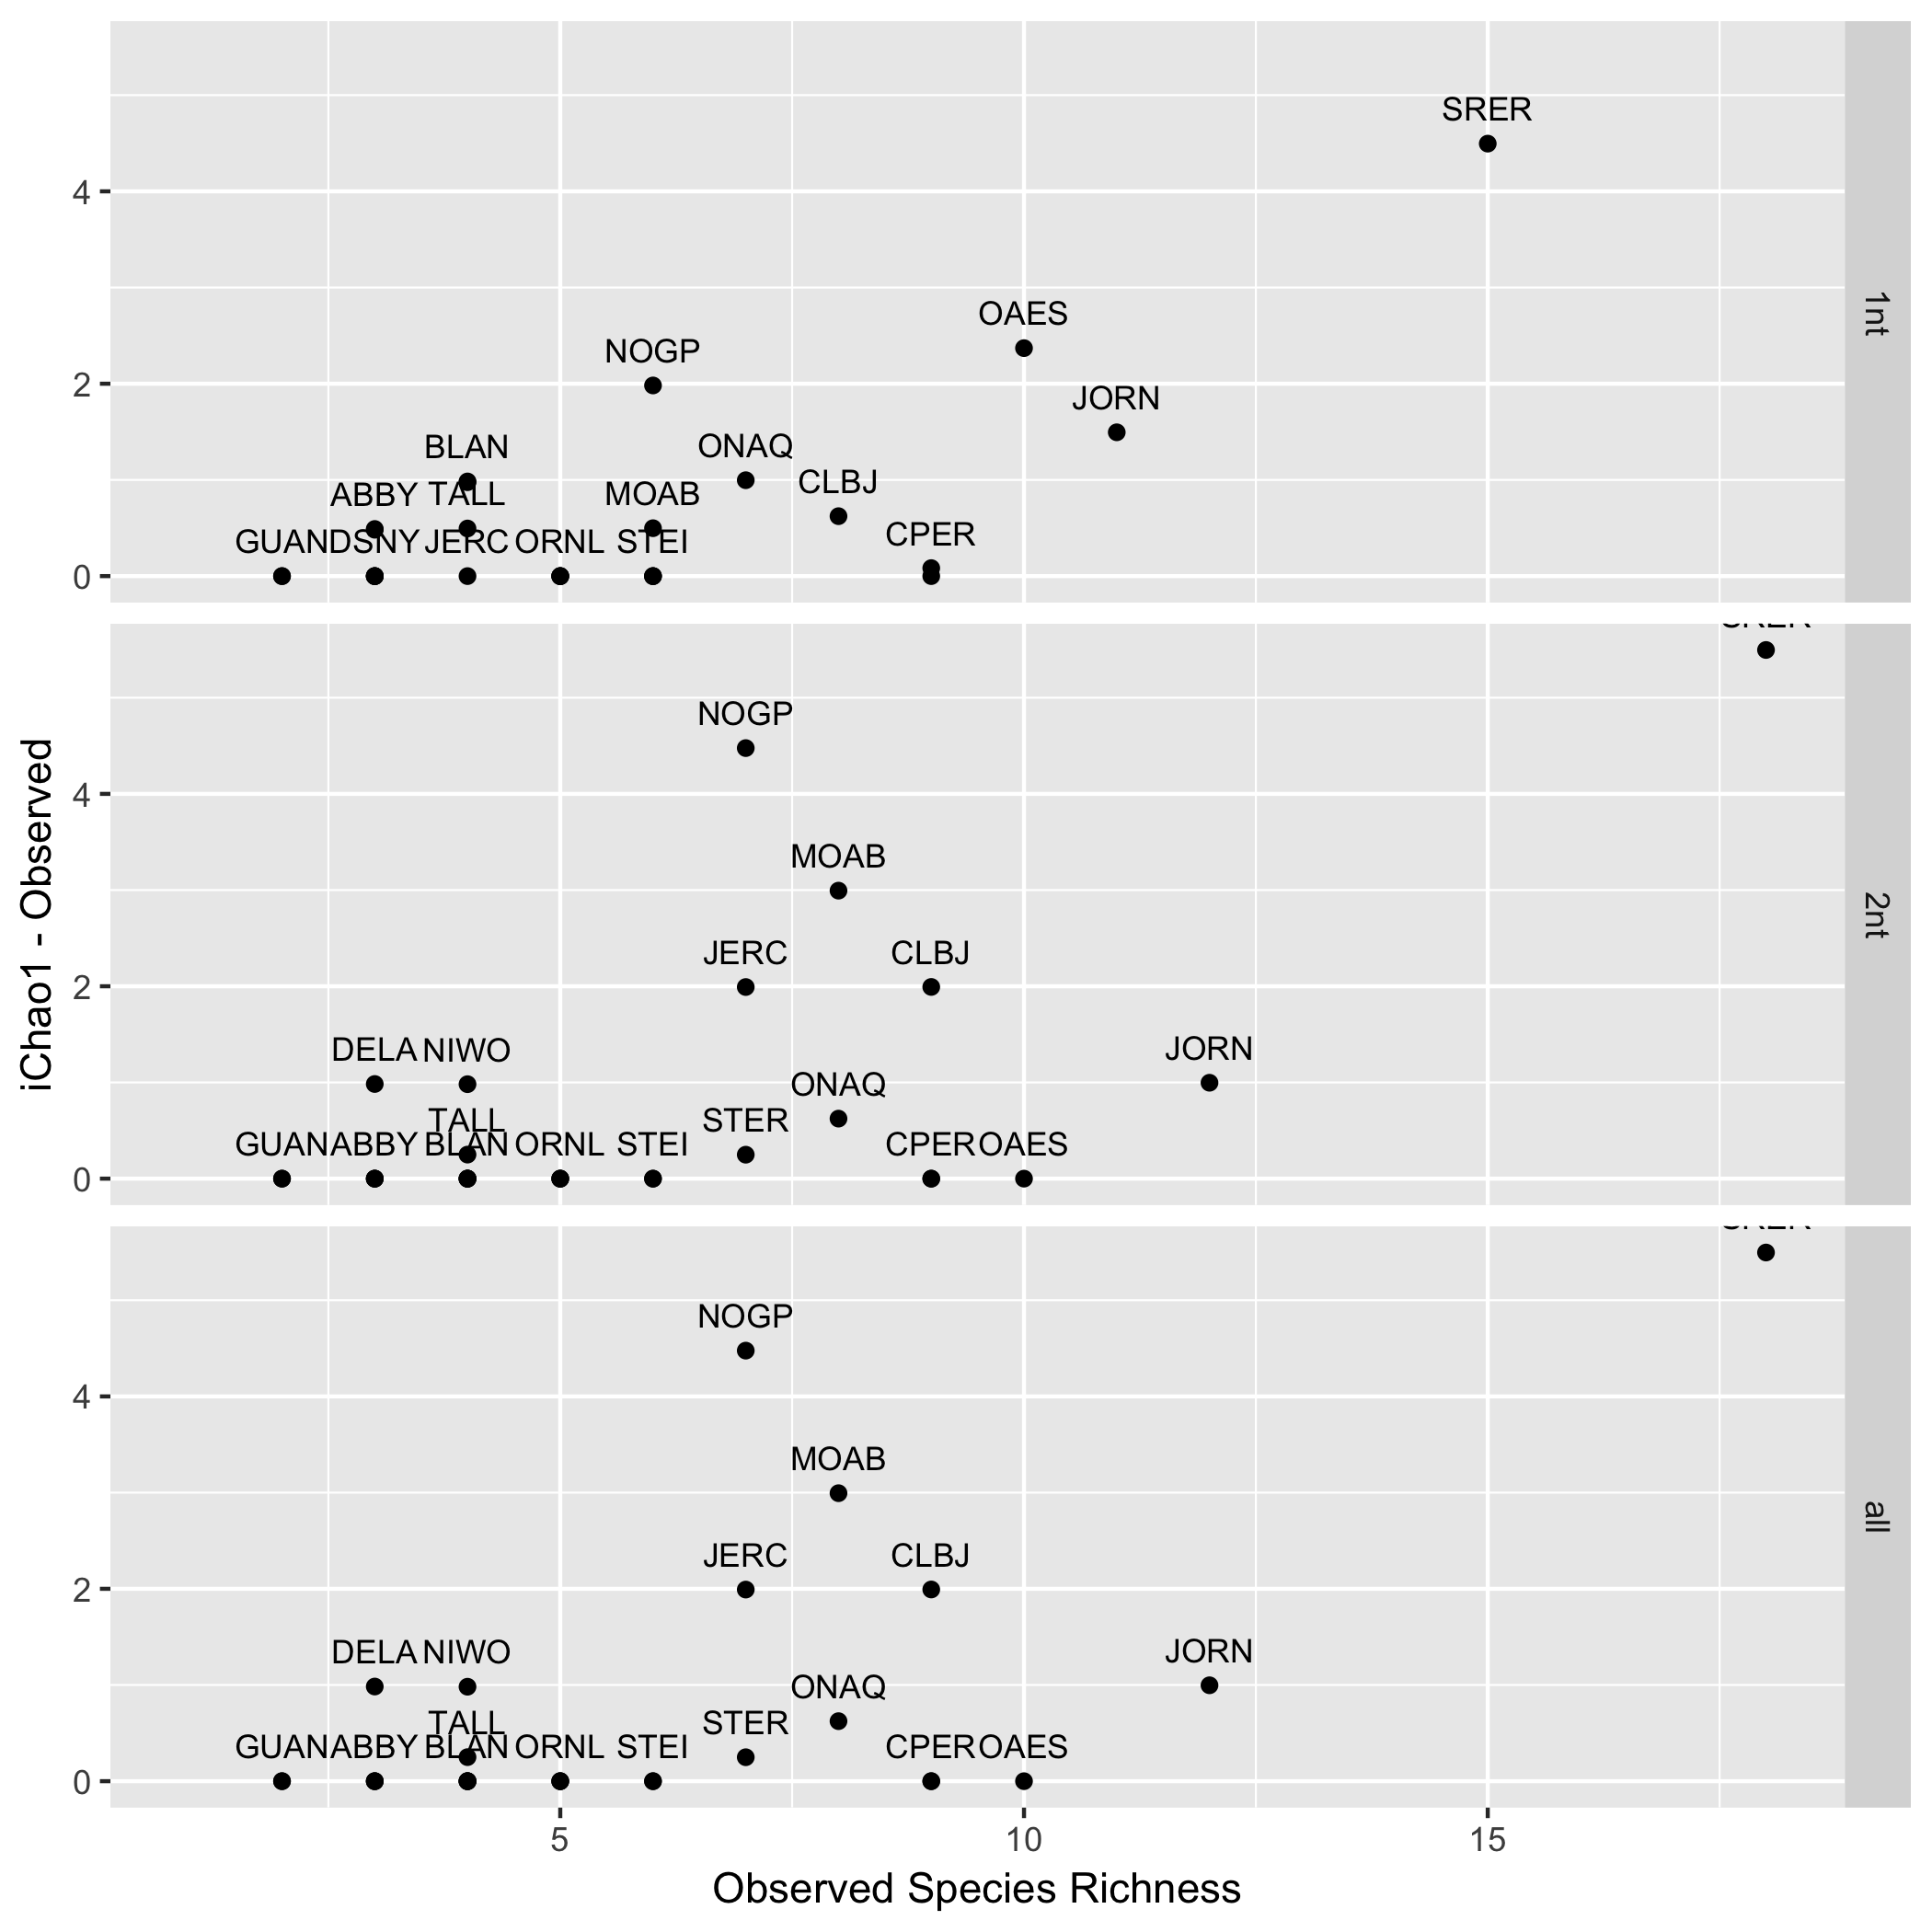 SRER
4
OAES
NOGP
2
JORN
BLAN
ONAQ
CLBJ
ABBY TALL
MOAB
CPER
GUAN DSNY JERC ORNL STEI
0
1nt
NOGP
4
MOAB
JERC CLBJ
2
DELA NIWO
JORN
ONAQ
TALL
STER
GUAN ABBY BLAN ORNL STEI
CPER OAES
0
2nt
iChao1 - Observed
NOGP
4
MOAB
JERC CLBJ
2
DELA NIWO
JORN
ONAQ
TALL
STER
GUAN ABBY BLAN ORNL STEI
CPER OAES
0
all
5 10 15
Observed Species Richness